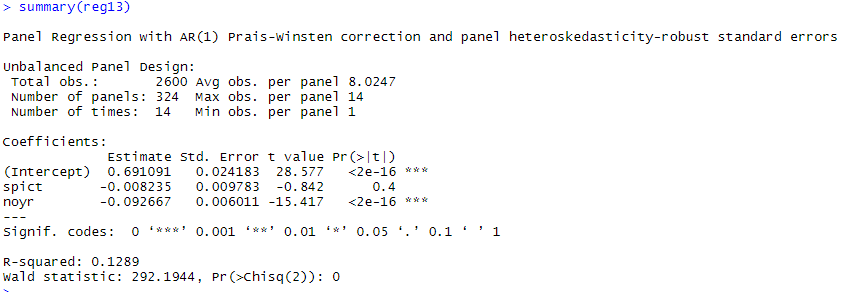 > summary(reg13)
Panel Regression with AR(1) Prais-Winsten correction and panel heteroskedasticity-robust standard errors
Unbalanced Panel Design:
Total obs.: 2600 Avg obs. per panel 8.0247
Number of panels: 324 Max obs. per panel 14
Number of times: 14 Min obs. per panel 1
Coefficients:
Estimate Std. Error t value Pr(>|t|)
(Intercept) 0.691091 0.024183 28.577 <2e-16 ***
spict -0.008235 0.009783 -0.842 0.4
noyr -0.092667 0.006011 -15.417 <2e-16 ***
---
Signif. codes: 0 ‘***’ 0.001 ‘**’ 0.01 ‘*’ 0.05 ‘.’ 0.1 ‘ ’ 1
R-squared: 0.1289
Wald statistic: 292.1944, Pr(>Chisq(2)): 0
>